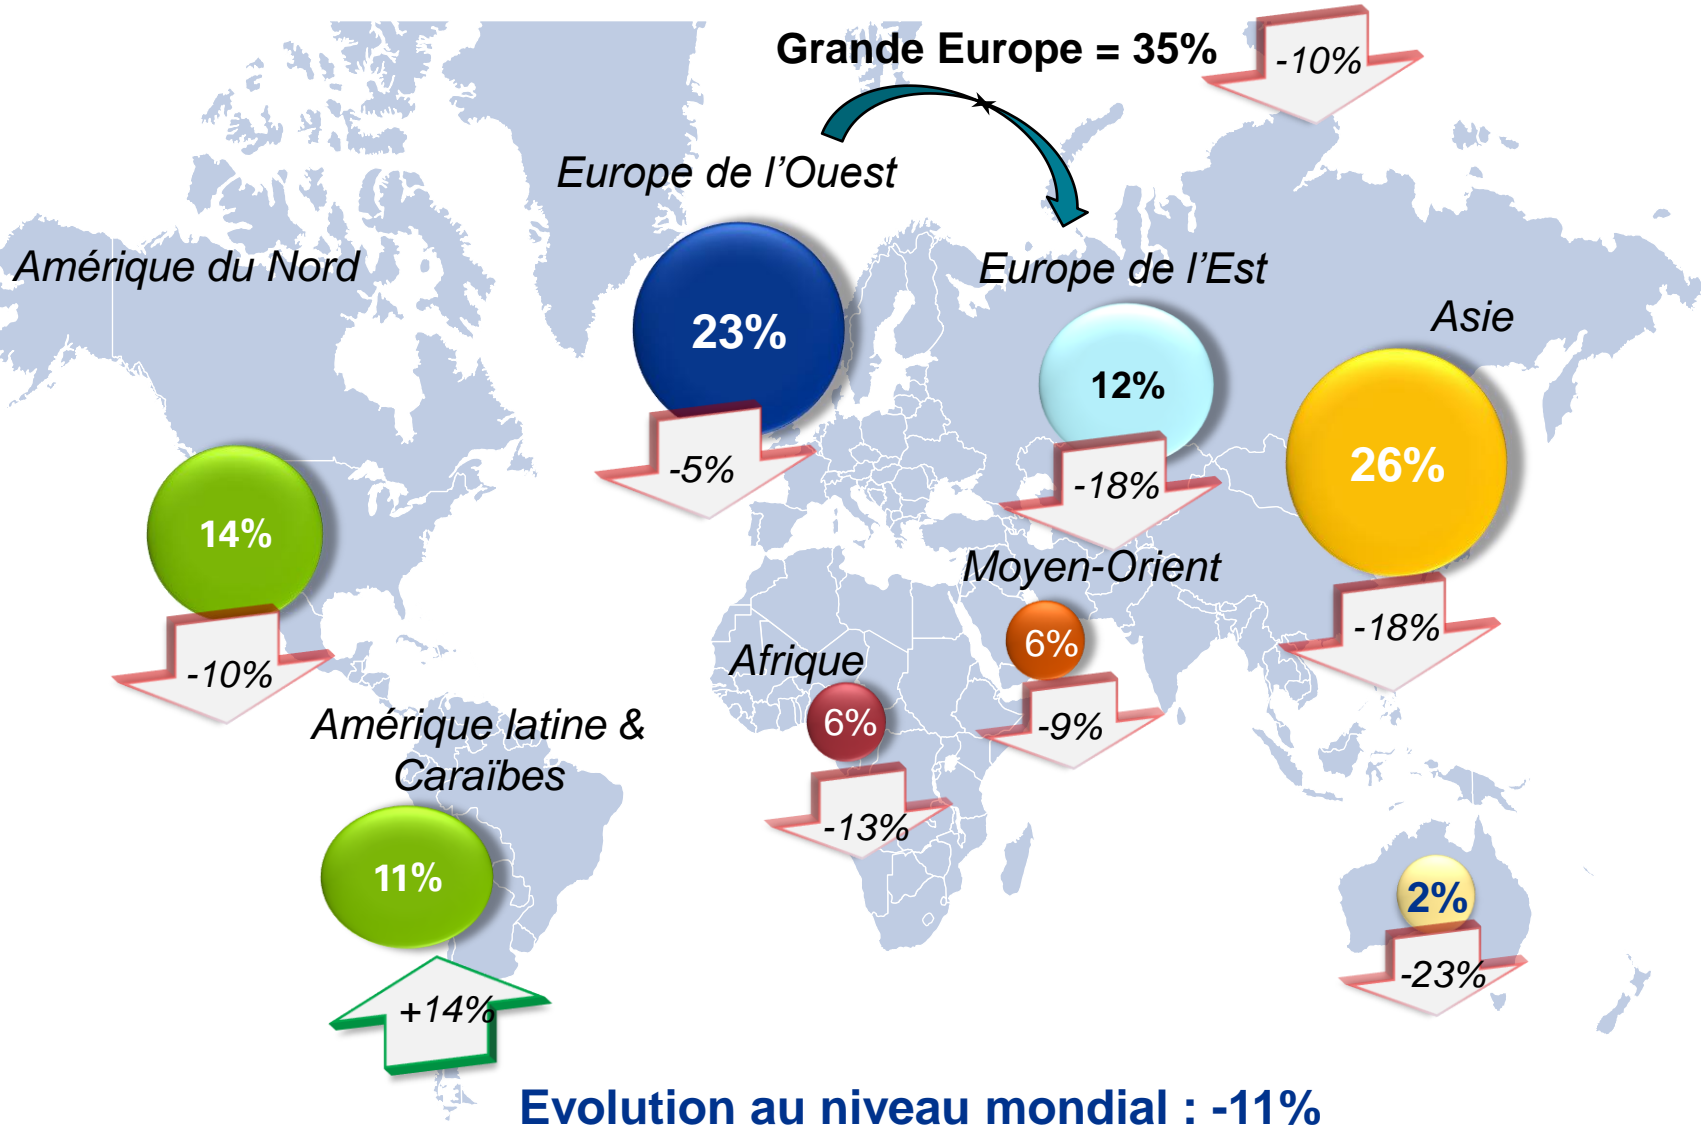 Grande Europe = 35%
-10%
Europe de l’Ouest
23%
-5%
Europe de l’Est
12%
-18%
Asie
26%
-18%
Amérique du Nord
14%
-10%
Moyen-Orient
6%
-9%
Afrique
6%
-13%
Amérique latine &
Caraïbes
11%
+14%
2%
-23%
Evolution au niveau mondial : -11%